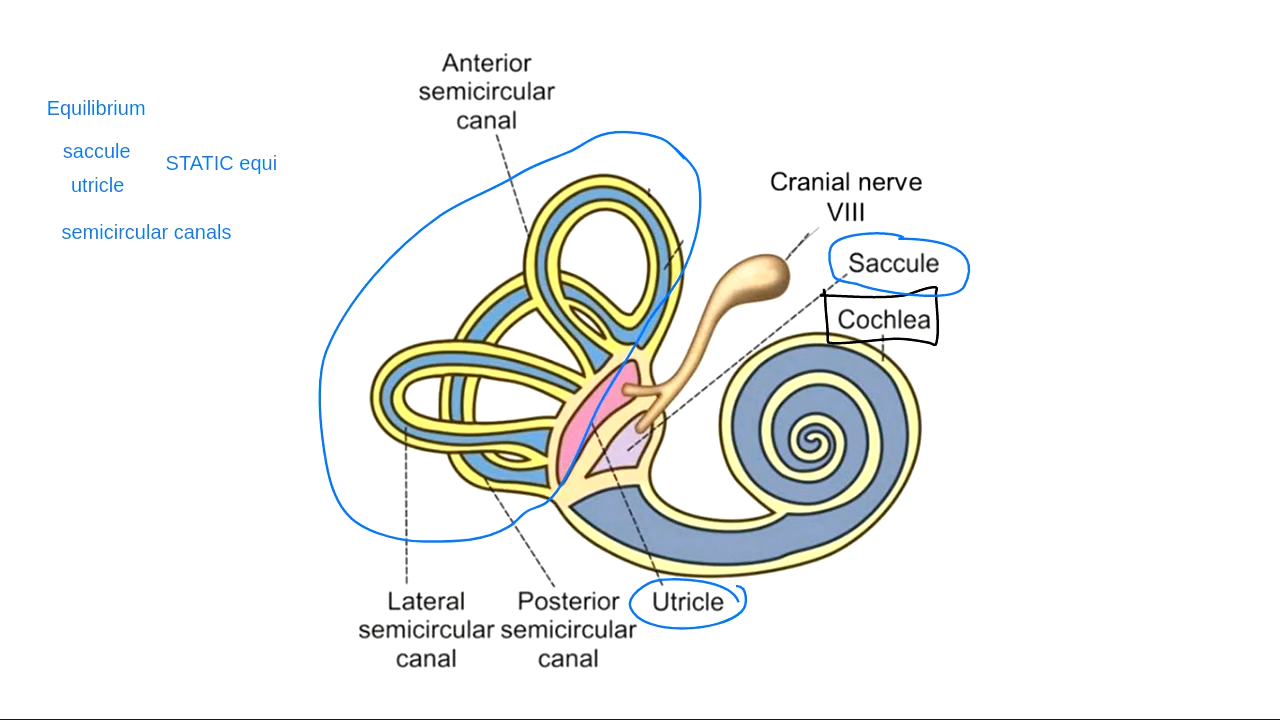 Equilibrium
saccule
utricle
STATIC equi
semicircular canals
Anterior
semicircular
canal
Cranial nerve
VIII
Saccule
Cochlea
Lateral
semicircular
canal
Posterior
semicircular
canal
Utricle